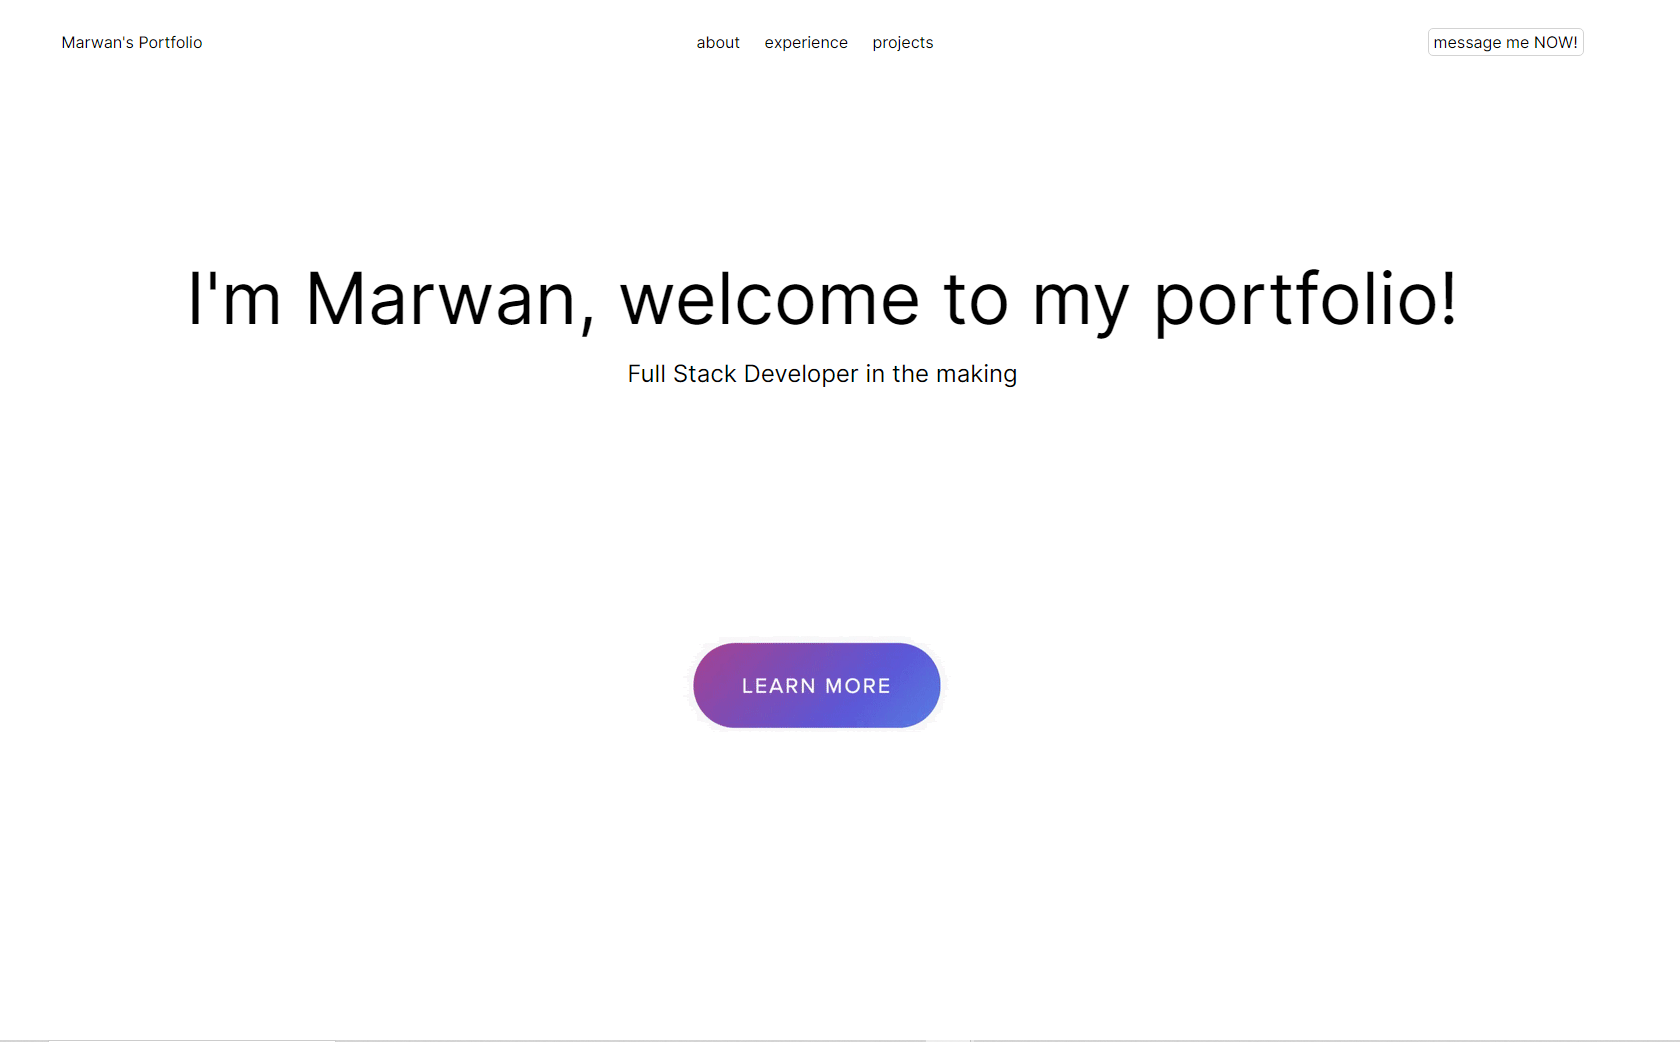 Marwan's Portfolio
about experience projects
message me NOW!
I'm Marwan, welcome to my portfolio!
Full Stack Developer in the making
LEARN MORE